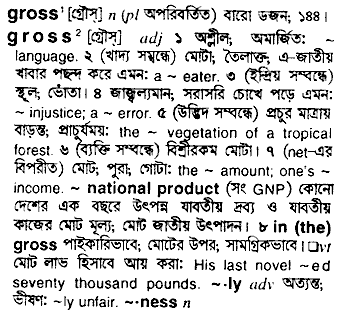 gross¹ [গ্রৌস্] n (pl অপরিবর্তিত) বারো ডজন; ১৪৪।
gross² [গ্রৌস্] adj ১ অশ্লীল; অমার্জিত: ~
language. ২ (খাদ্য সম্বন্ধে) মোটা; তৈলাক্ত; এ-জাতীয়
খাবার পছন্দ করে এমন: a ~ eater. ৩ (ইন্দ্রিয় সম্বন্ধে)
স্থূল; ভোঁতা। ৪ জাজ্বল্যমান; সরাসরি চোখে পড়ে এমন:
~ injustice; a ~ error. ৫ (উদ্ভিদ সম্বন্ধে) প্রচুর মাত্রায়
বাড়ন্ত; প্রাচুর্যময়: the ~ vegetation of a tropical
forest. ৬ (ব্যক্তি সম্বন্ধে) বিশ্রীরকম মোটা। ৭ (net-এর
বিপরীত) মোট; পুরা; গোটা: the ~ amount; one's ~
income. ~ national product (সং GNP) কোনো
দেশের এক বছরে উৎপন্ন যাবতীয় দ্রব্য ও যাবতীয়
কাজের মোট মূল্য; মোট জাতীয় উৎপাদন। ৮ in (the)
gross পাইকারিভাবে; মোটের উপর; সামগ্রিকভাবে। □vt
মোট লাভ হিসাবে আয় করা: His last novel ~ed
seventy thousand pounds. ~·ly adv অত্যন্ত;
ভীষণ: ~ly unfair. ~·ness n